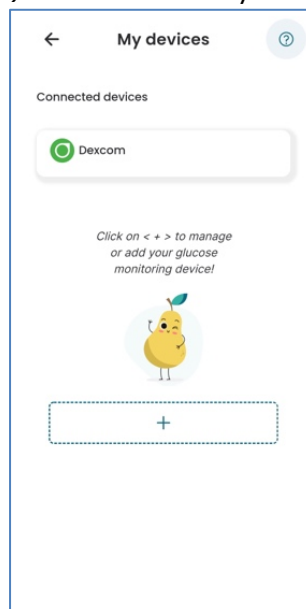 My devices
Connected devices
Dexcom
Click on < + > to manage
or add your glucose
monitoring device!
+